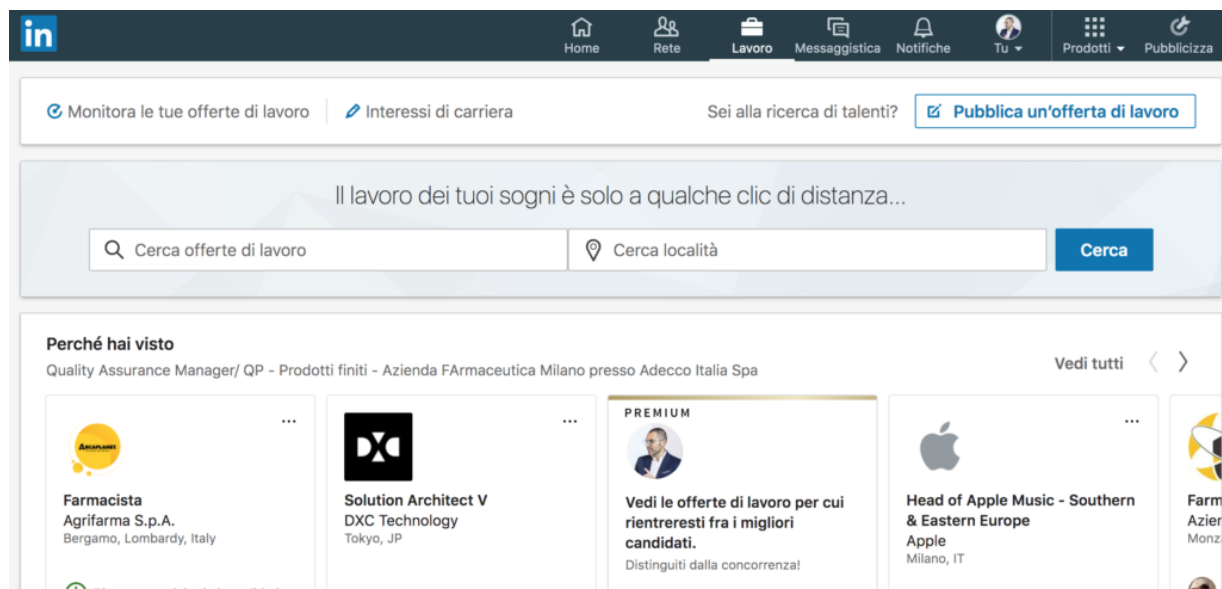 in
Home
Rete
Lavoro
Messaggistica
Notifiche
Tu
Prodotti
Pubblicizza
Monitora le tue offerte di lavoro
Interessi di carriera
Sei alla ricerca di talenti?
Pubblica un'offerta di lavoro
Il lavoro dei tuoi sogni è solo a qualche clic di distanza...
Cerca offerte di lavoro
Cerca località
Cerca
Perché hai visto
Quality Assurance Manager/ QP - Prodotti finiti - Azienda FArmaceutica Milano presso Adecco Italia Spa
Vedi tutti
ARCAPLANET
Farmacista
Agrifarma S.p.A.
Bergamo, Lombardy, Italy
DXC
Solution Architect V
DXC Technology
Tokyo, JP
PREMIUM
Vedi le offerte di lavoro per cui
rientreresti fra i migliori
candidati.
Distinguiti dalla concorrenza!
Head of Apple Music - Southern
& Eastern Europe
Apple
Milano, IT
Farm
Azier
Monz